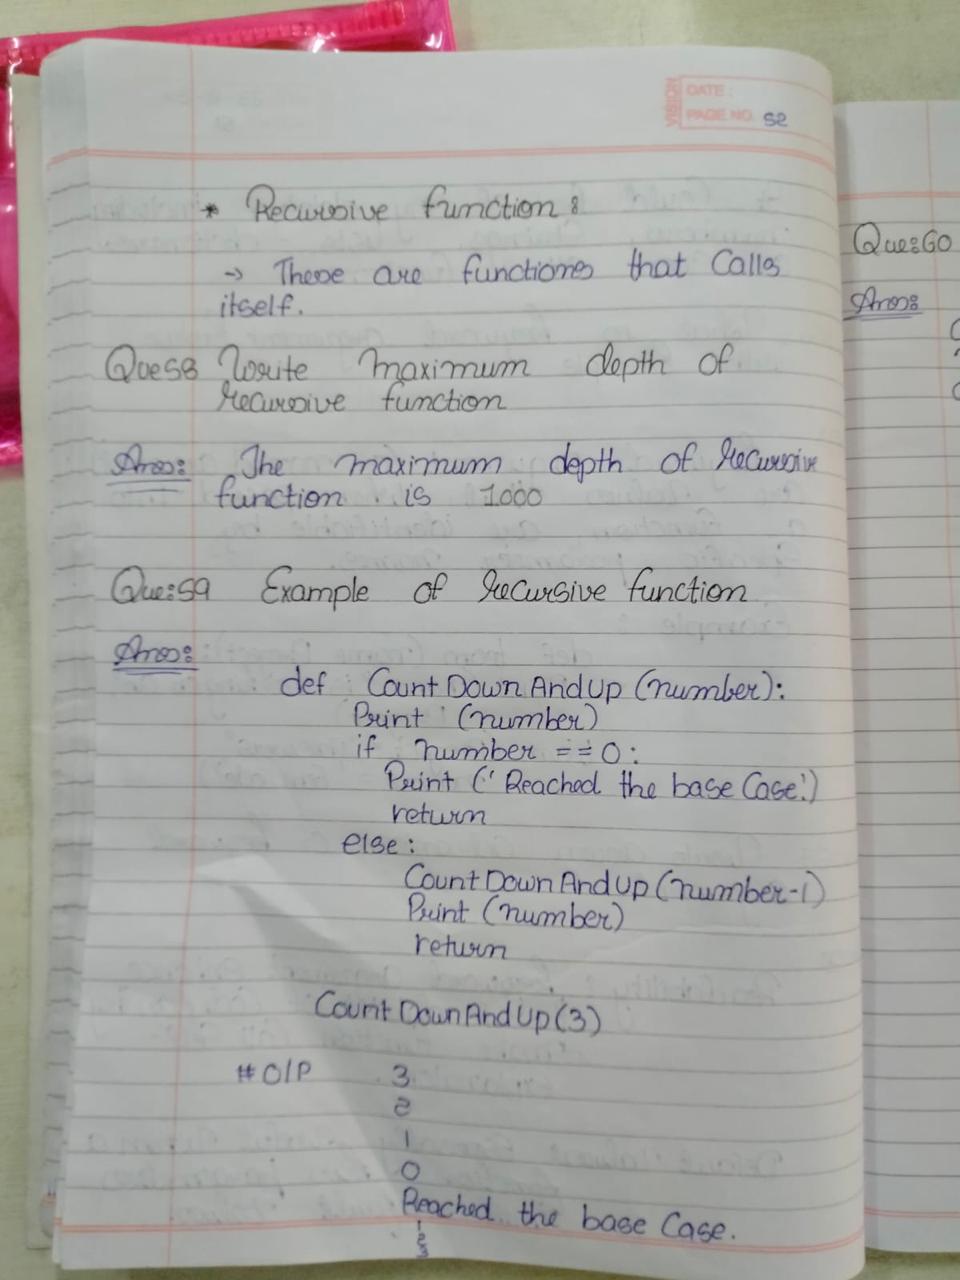 VISION
DATE :
PAGE NO. 52
* Recursive function :
→ These are functions that Calls
itself.
Ques58 Write maximum depth of
recursive function
Ans: The maximum depth of recursive
function is 1000
Que:59 Example of recursive function
Ans:
def CountDownAndUp (number):
Print (number)
if number == 0:
Print (' Reached the base Case.')
return
else:
CountDownAndUp (number-1)
Print (number)
return
CountDownAndUp (3)
# O/P 3
2
1
0
Reached the base Case.
1
2
3
Que:60
Ans: